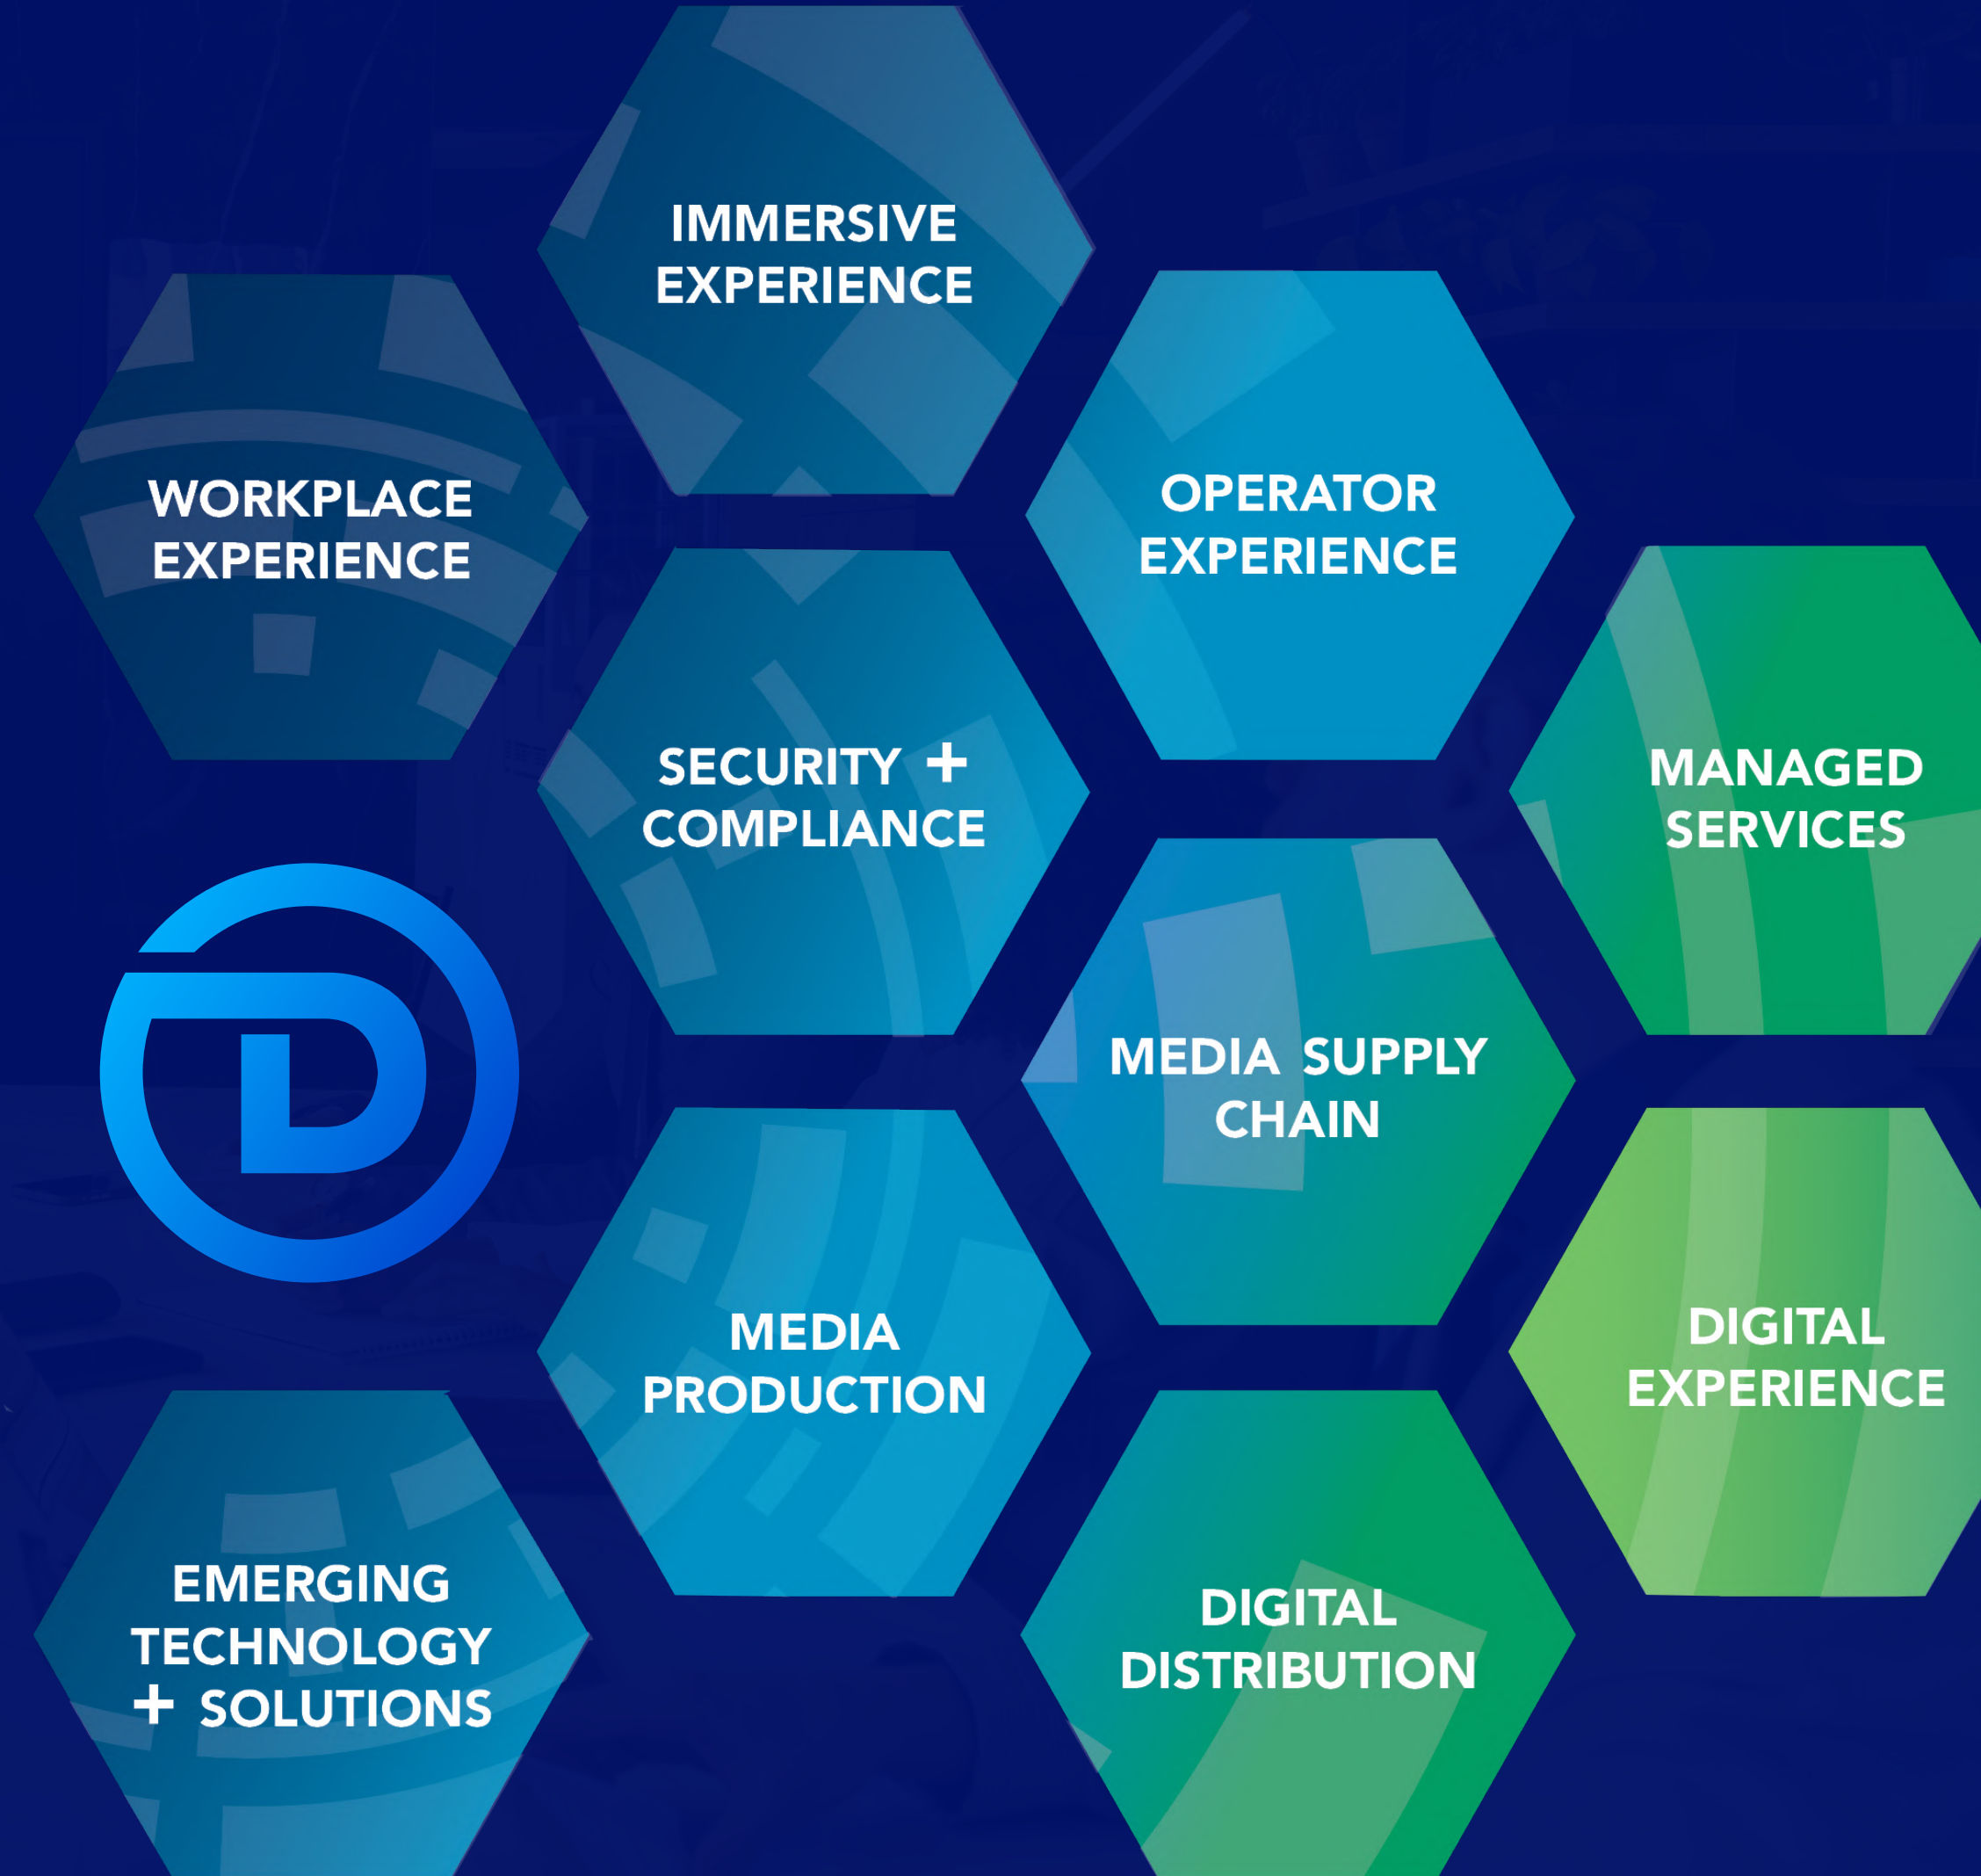 IMMERSIVE
EXPERIENCE
WORKPLACE
EXPERIENCE
OPERATOR
EXPERIENCE
SECURITY +
COMPLIANCE
MANAGED
SERVICES
MEDIA SUPPLY
CHAIN
MEDIA
PRODUCTION
DIGITAL
EXPERIENCE
EMERGING
TECHNOLOGY
+ SOLUTIONS
DIGITAL
DISTRIBUTION